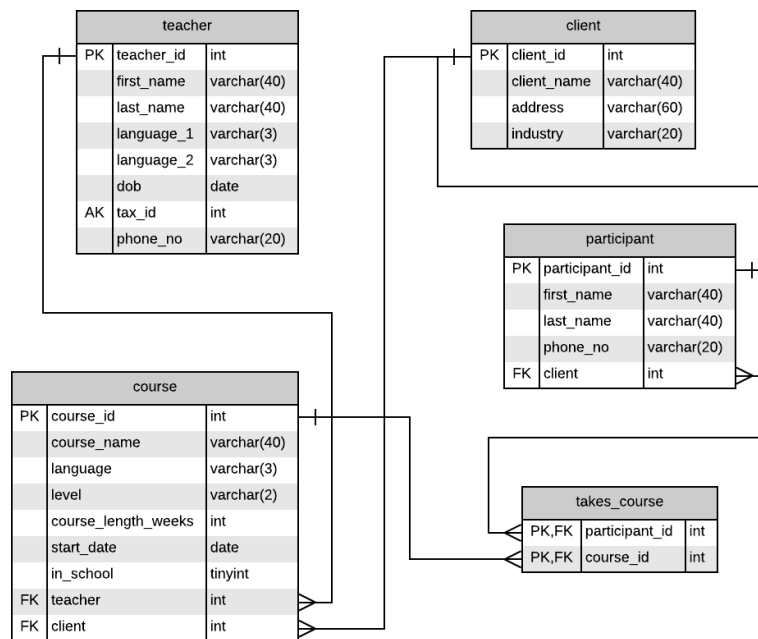 teacher
PK teacher_id int
first_name varchar(40)
last_name varchar(40)
language_1 varchar(3)
language_2 varchar(3)
dob date
AK tax_id int
phone_no varchar(20)
client
PK client_id int
client_name varchar(40)
address varchar(60)
industry varchar(20)
participant
PK participant_id int
first_name varchar(40)
last_name varchar(40)
phone_no varchar(20)
FK client int
course
PK course_id int
course_name varchar(40)
language varchar(3)
level varchar(2)
course_length_weeks int
start_date date
in_school tinyint
FK teacher int
FK client int
takes_course
PK,FK participant_id int
PK,FK course_id int